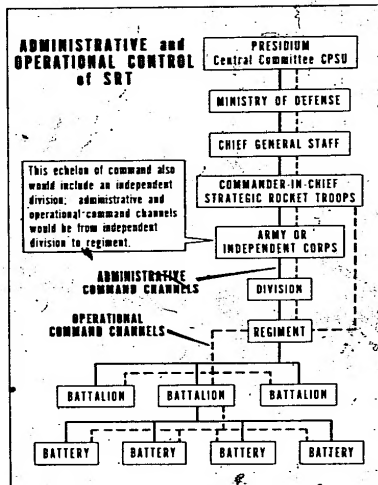 ADMINISTRATIVE and
OPERATIONAL CONTROL
of SRT
PRESIDIUM
Central Committee CPSU
MINISTRY OF DEFENSE
CHIEF GENERAL STAFF
COMMANDER-IN-CHIEF
STRATEGIC ROCKET TROOPS
This echelon of command also
would include an independent
division; administrative and
operational command channels
would be from independent
division to regiment.
ARMY OR
INDEPENDENT CORPS
ADMINISTRATIVE
COMMAND CHANNELS
DIVISION
OPERATIONAL
COMMAND CHANNELS
REGIMENT
BATTALION BATTALION BATTALION
BATTERY BATTERY BATTERY BATTERY